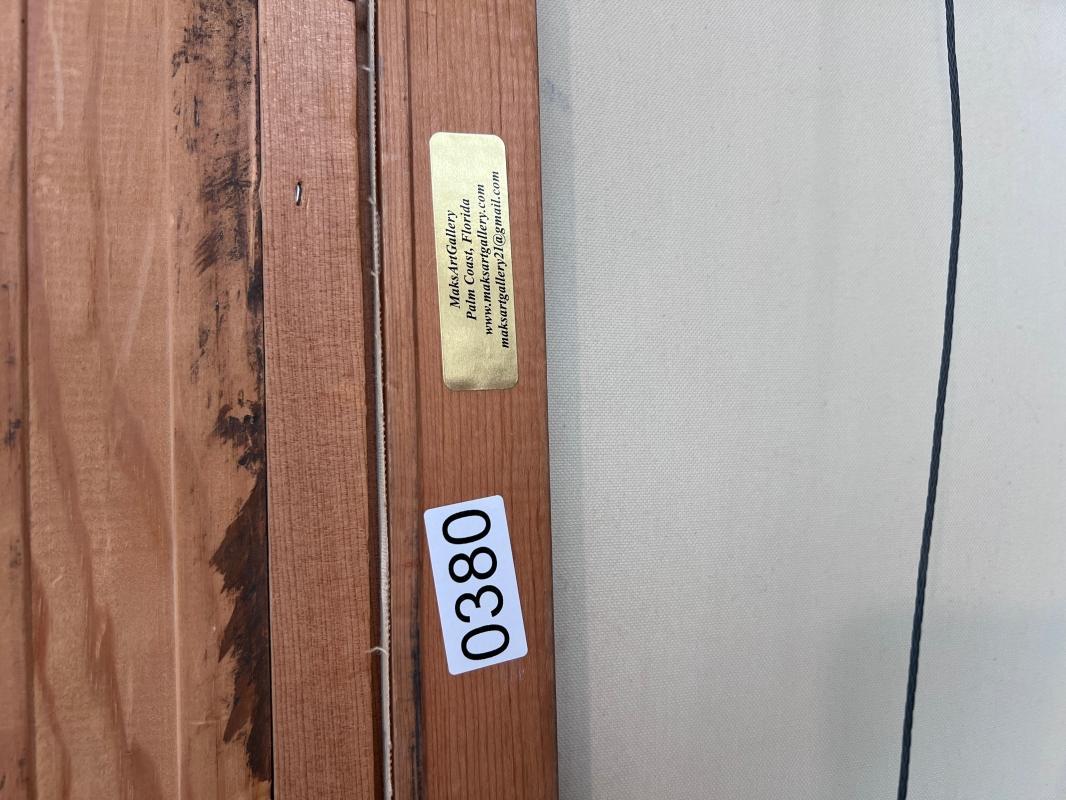 MaksArtGallery
Palm Coast, Florida
www.maksartgallery.com
maksartgallery21@gmail.com
0380